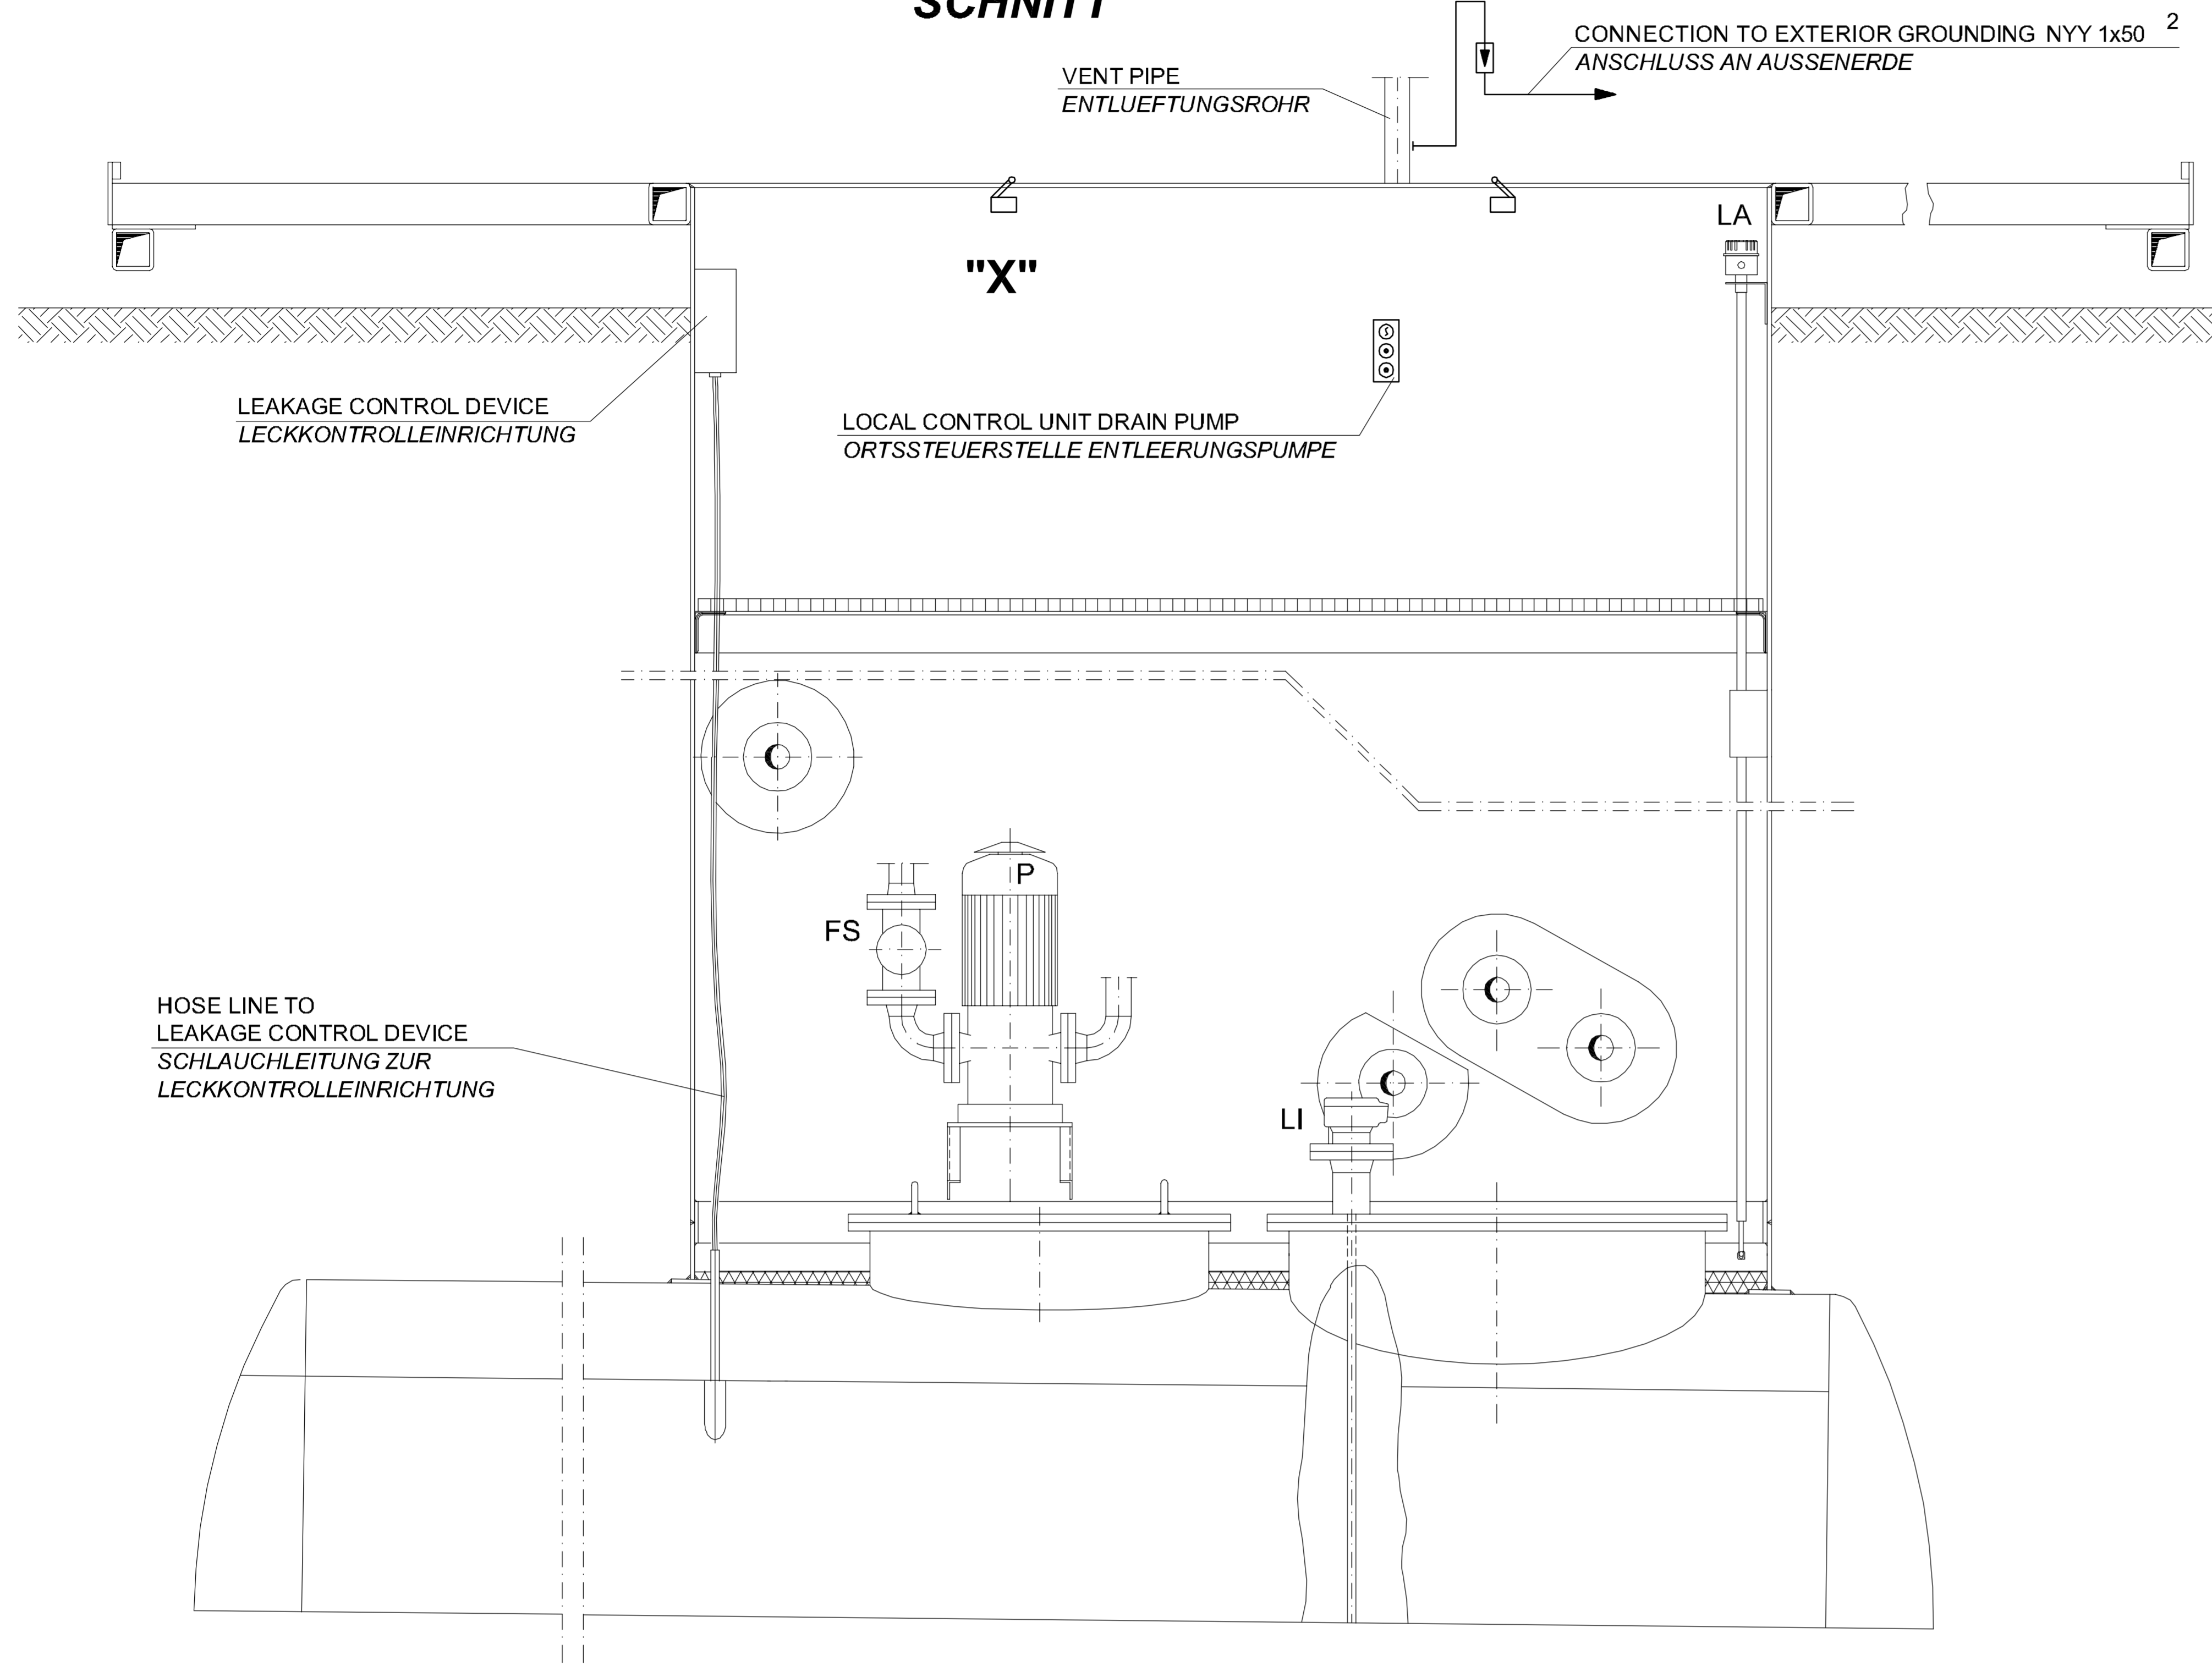 SCHNITT
CONNECTION TO EXTERIOR GROUNDING NYY 1x50 2
ANSCHLUSS AN AUSSENERDE
VENT PIPE
ENTLUEFTUNGSROHR
LA
"X"
LEAKAGE CONTROL DEVICE
LECKKONTROLLEINRICHTUNG
LOCAL CONTROL UNIT DRAIN PUMP
ORTSSTEUERSTELLE ENTLEERUNGSPUMPE
P
FS
HOSE LINE TO
LEAKAGE CONTROL DEVICE
SCHLAUCHLEITUNG ZUR
LECKKONTROLLEINRICHTUNG
LI